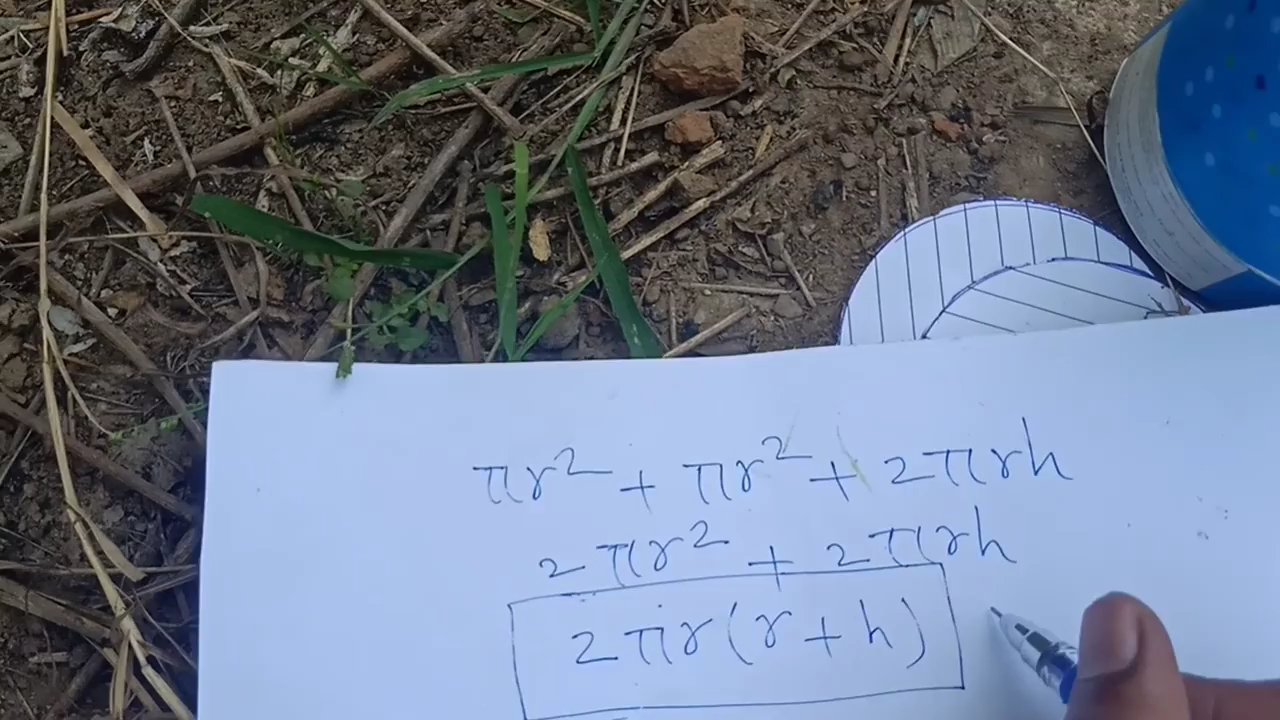 πr² + πr² + 2πrh
2πr² + 2πrh
2πr(r+h)